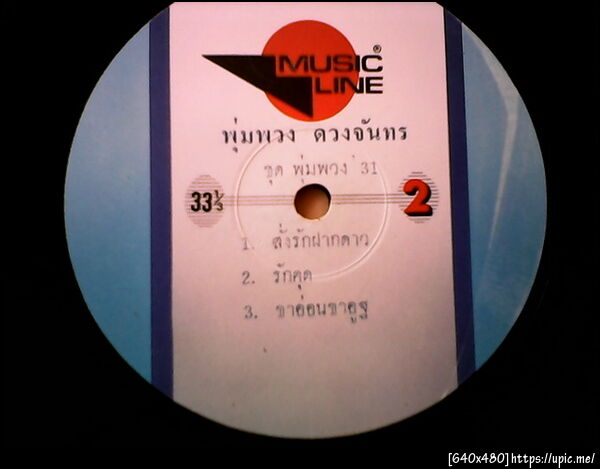 MUSIC®
LINE
พุ่มพวง ดวงจันทร
ชุด พุ่มพวง '31
33⅓ 2
1. สั่งรักฝากดาว
2. รักคุด
3. ขาอ่อนขาอูฐ
[640x480]https://upic.me/